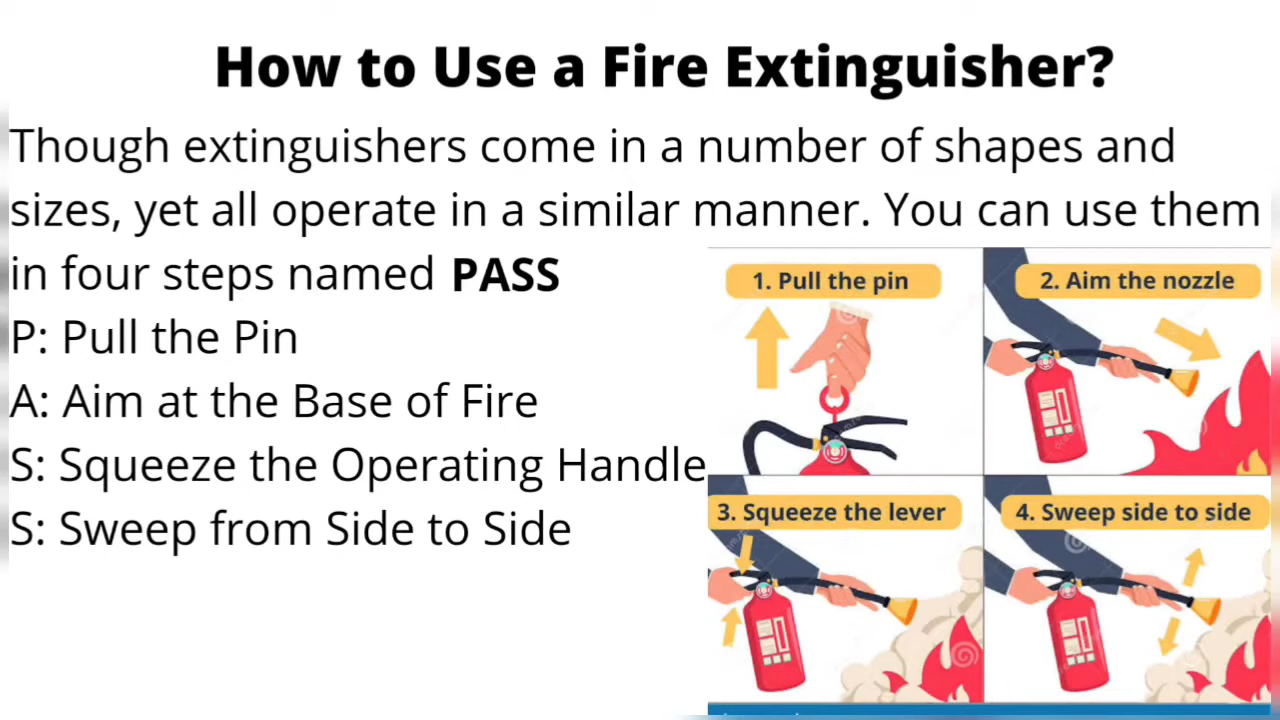 How to Use a Fire Extinguisher?
Though extinguishers come in a number of shapes and
sizes, yet all operate in a similar manner. You can use them
in four steps named PASS
P: Pull the Pin
A: Aim at the Base of Fire
S: Squeeze the Operating Handle
S: Sweep from Side to Side
1. Pull the pin
2. Aim the nozzle
3. Squeeze the lever
4. Sweep side to side